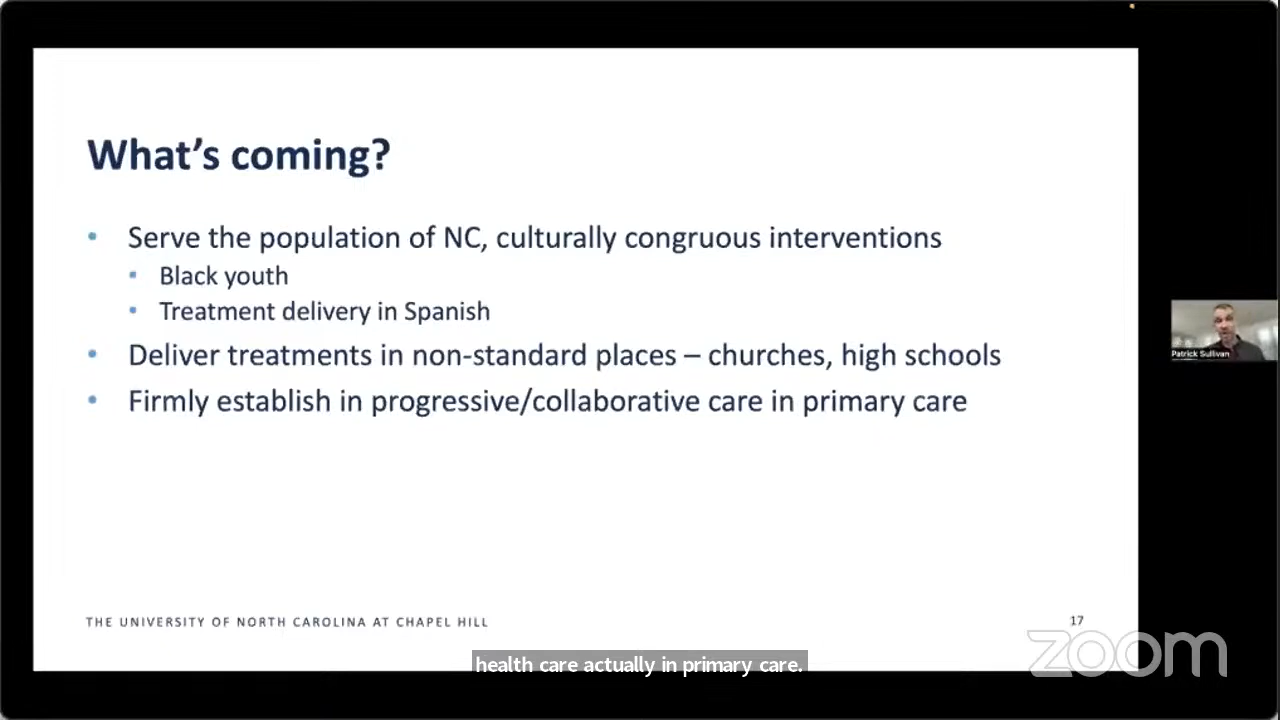 What's coming?
• Serve the population of NC, culturally congruous interventions
• Black youth
• Treatment delivery in Spanish
• Deliver treatments in non-standard places – churches, high schools
• Firmly establish in progressive/collaborative care in primary care
Patrick Sullivan
THE UNIVERSITY OF NORTH CAROLINA AT CHAPEL HILL
17
zoom
health care actually in primary care.